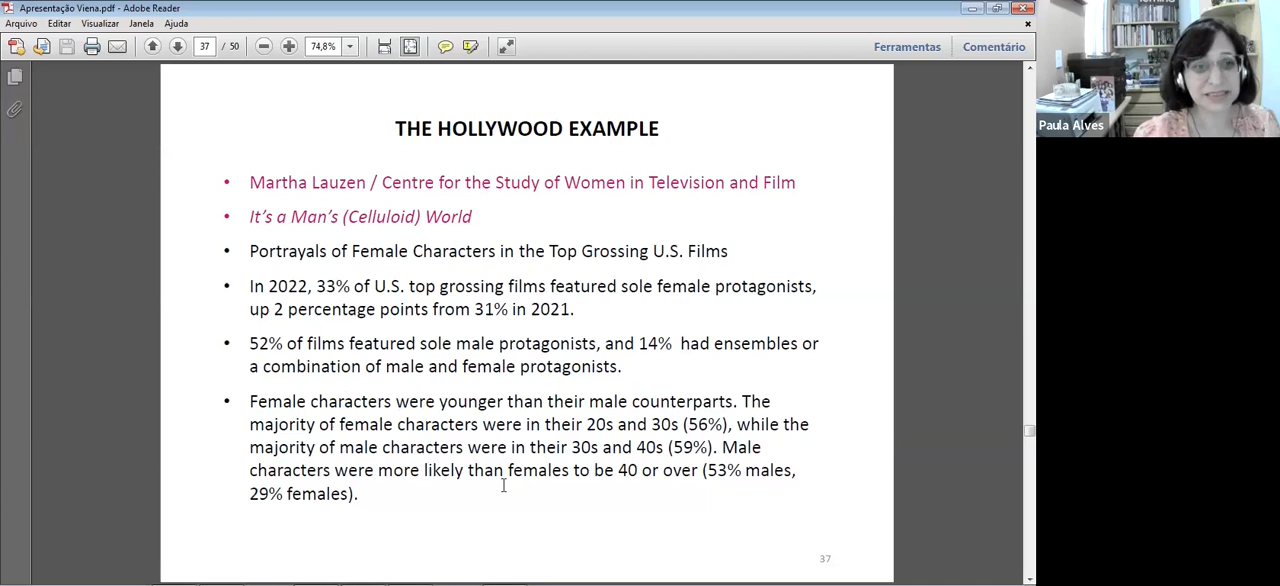 Apresentação Viena.pdf - Adobe Reader
Arquivo Editar Visualizar Janela Ajuda
37 / 50 74,8% Ferramentas Comentário
THE HOLLYWOOD EXAMPLE
• Martha Lauzen / Centre for the Study of Women in Television and Film
• It's a Man's (Celluloid) World
• Portrayals of Female Characters in the Top Grossing U.S. Films
• In 2022, 33% of U.S. top grossing films featured sole female protagonists,
up 2 percentage points from 31% in 2021.
• 52% of films featured sole male protagonists, and 14% had ensembles or
a combination of male and female protagonists.
• Female characters were younger than their male counterparts. The
majority of female characters were in their 20s and 30s (56%), while the
majority of male characters were in their 30s and 40s (59%). Male
characters were more likely than females to be 40 or over (53% males,
29% females).
37
Paula Alves